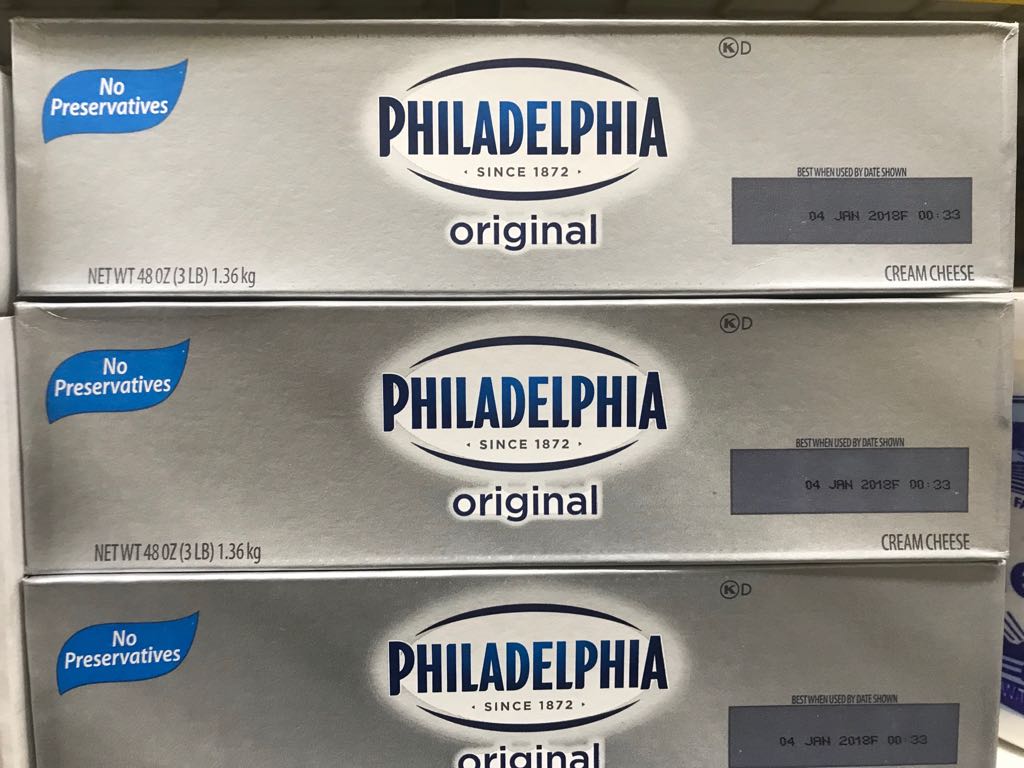 No
Preservatives
K D
PHILADELPHIA
SINCE 1872
original
BEST WHEN USED BY DATE SHOWN
04 JAN 2018F 00:33
NET WT 48 OZ (3 LB) 1.36 kg
CREAM CHEESE
No
Preservatives
K D
PHILADELPHIA
SINCE 1872
original
BEST WHEN USED BY DATE SHOWN
04 JAN 2018F 00:33
NET WT 48 OZ (3 LB) 1.36 kg
CREAM CHEESE
No
Preservatives
K D
PHILADELPHIA
SINCE 1872
original
BEST WHEN USED BY DATE SHOWN
04 JAN 2018F 00:33